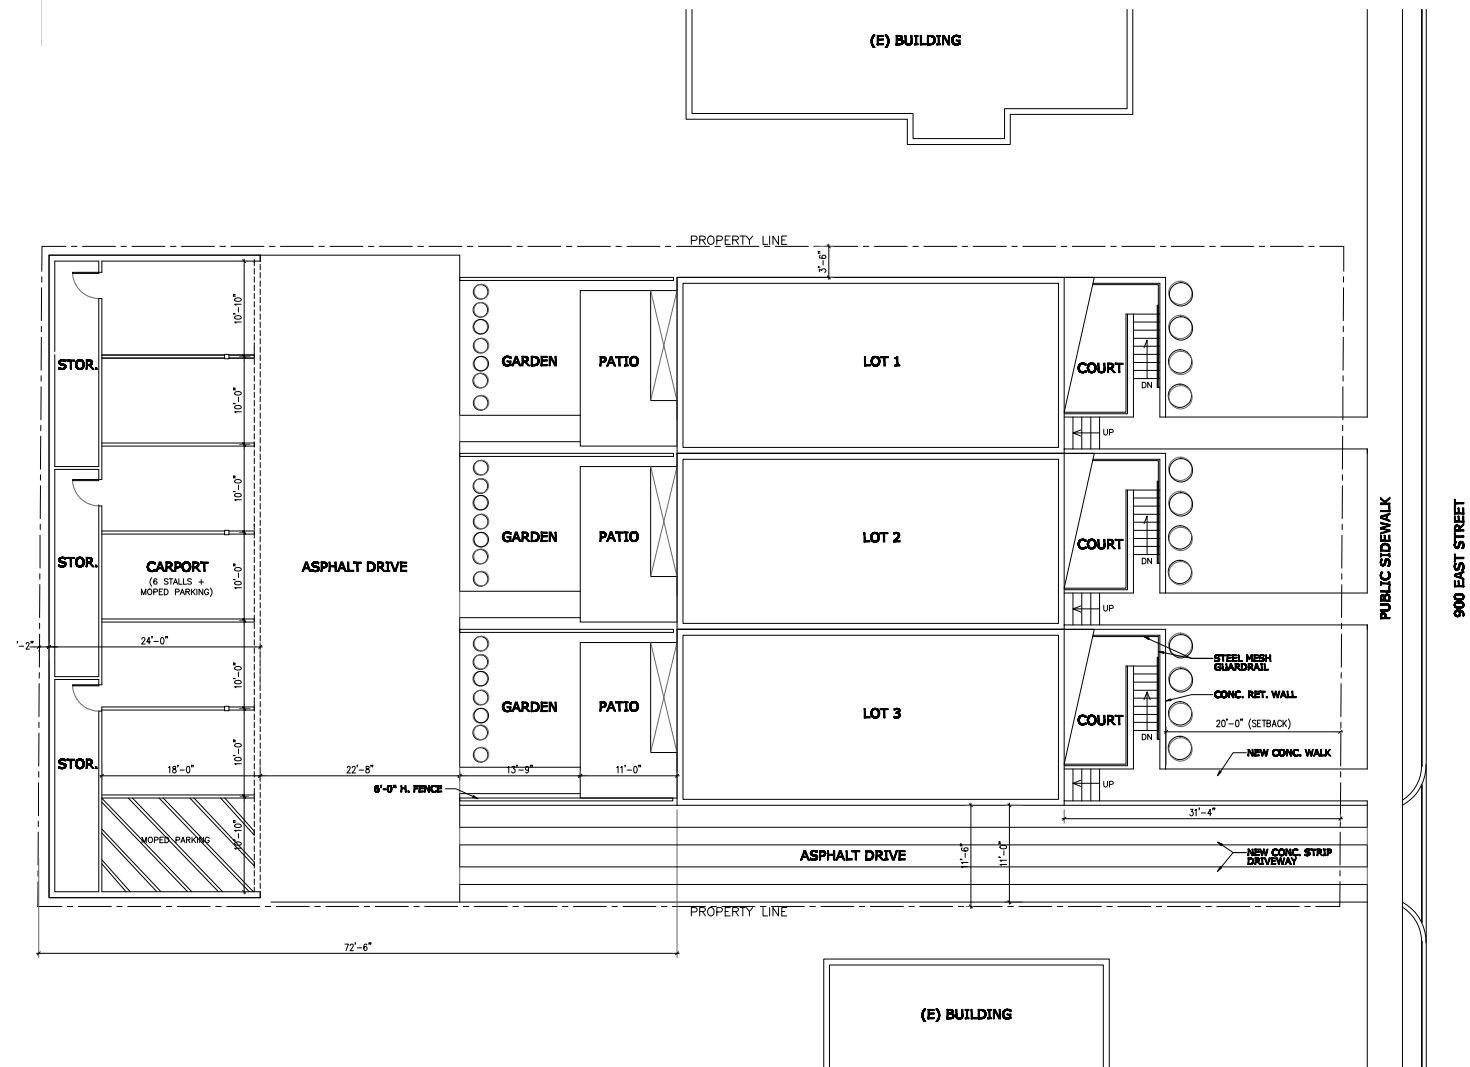 (E) BUILDING
PROPERTY LINE
3'-6"
10'-10"
STOR.
GARDEN
PATIO
LOT 1
COURT
DN
10'-0"
UP
10'-0"
PUBLIC SIDEWALK
900 EAST STREET
STOR.
CARPORT
(6 STALLS +
MOPED PARKING)
10'-0"
ASPHALT DRIVE
GARDEN
PATIO
LOT 2
COURT
DN
UP
'-2"
24'-0"
10'-0"
STEEL MESH
GUARDRAIL
CONC. RET. WALL
GARDEN
PATIO
LOT 3
COURT
20'-0" (SETBACK)
DN
10'-0"
NEW CONC. WALK
STOR.
18'-0"
22'-8"
13'-9"
11'-0"
6'-0" H. FENCE
UP
31'-4"
MOPED PARKING
10'-10"
ASPHALT DRIVE
11'-6"
11'-0"
NEW CONC. STRIP
DRIVEWAY
PROPERTY LINE
72'-6"
(E) BUILDING